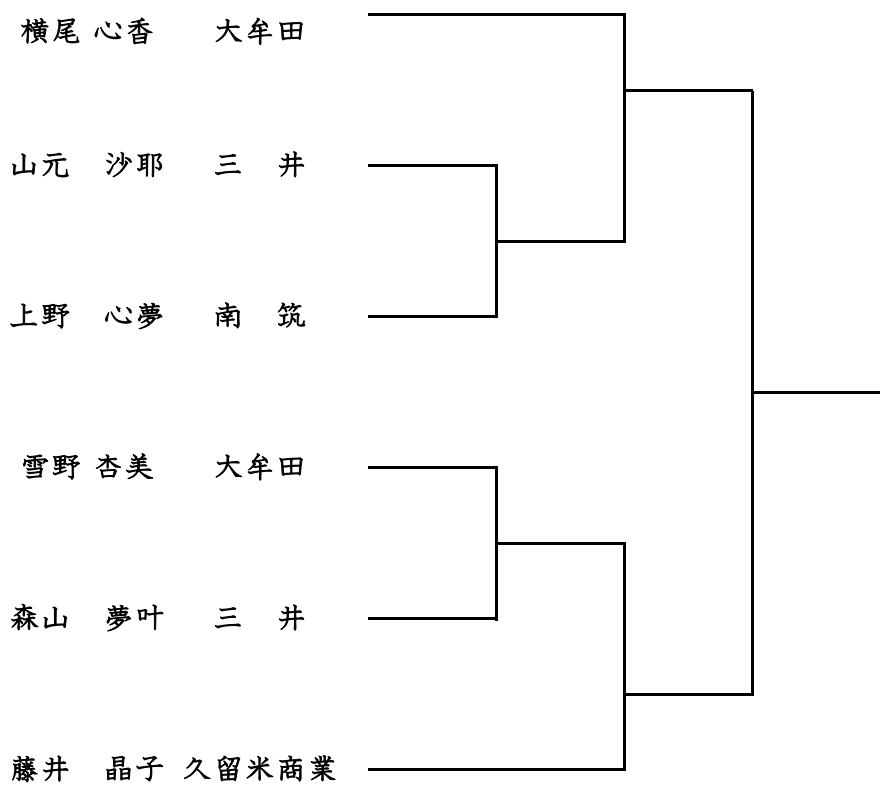 横尾 心香 大牟田
山元 沙耶 三 井
上野 心夢 南 筑
雪野 杏美 大牟田
森山 夢叶 三 井
藤井 晶子 久留米商業